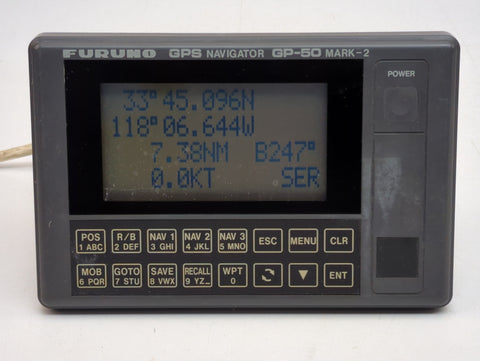 FURUNO GPS NAVIGATOR GP-50 MARK-2
POWER
33°45.096N
118°06.644W
7.38NM B247°
0.0KT SER
POS R/B NAV 1 NAV 2 NAV 3 ESC MENU CLR
1 ABC 2 DEF 3 GHI 4 JKL 5 MNO
MOB GOTO SAVE RECALL WPT ENT
6 PQR 7 STU 8 VWX 9 YZ_ 0